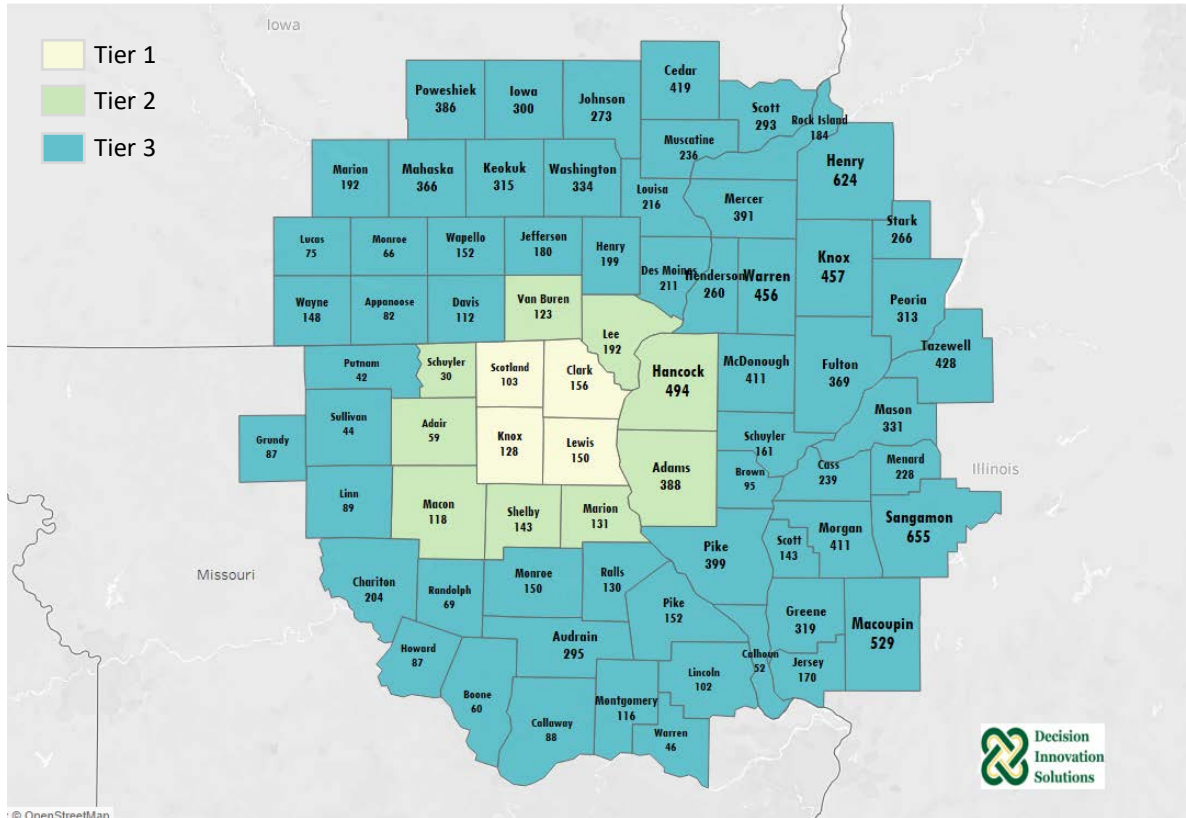 Iowa
Tier 1
Tier 2
Tier 3
Cedar
419
Poweshiek
386
Iowa
300
Johnson
273
Scott
293
Rock Island
184
Muscatine
236
Henry
624
Marion
192
Mahaska
366
Keokuk
315
Washington
334
Louisa
216
Mercer
391
Stark
266
Lucas
75
Monroe
66
Wapello
152
Jefferson
180
Henry
199
Des Moines
211
Henderson
260
Warren
456
Knox
457
Peoria
313
Wayne
148
Appanoose
82
Davis
112
Van Buren
123
Lee
192
Tazewell
428
Putnam
42
Schuyler
30
Scotland
103
Clark
156
Hancock
494
McDonough
411
Fulton
369
Mason
331
Sullivan
44
Grundy
87
Adair
59
Knox
128
Lewis
150
Adams
388
Schuyler
161
Brown
95
Cass
239
Menard
228
Illinois
Linn
89
Macon
118
Shelby
143
Marion
131
Sangamon
655
Pike
399
Scott
143
Morgan
411
Missouri
Chariton
204
Randolph
69
Monroe
150
Ralls
130
Pike
152
Greene
319
Macoupin
529
Howard
87
Audrain
295
Calhoun
52
Jersey
170
Boone
60
Callaway
88
Montgomery
116
Lincoln
102
Warren
46
Decision
Innovation
Solutions
© OpenStreetMap